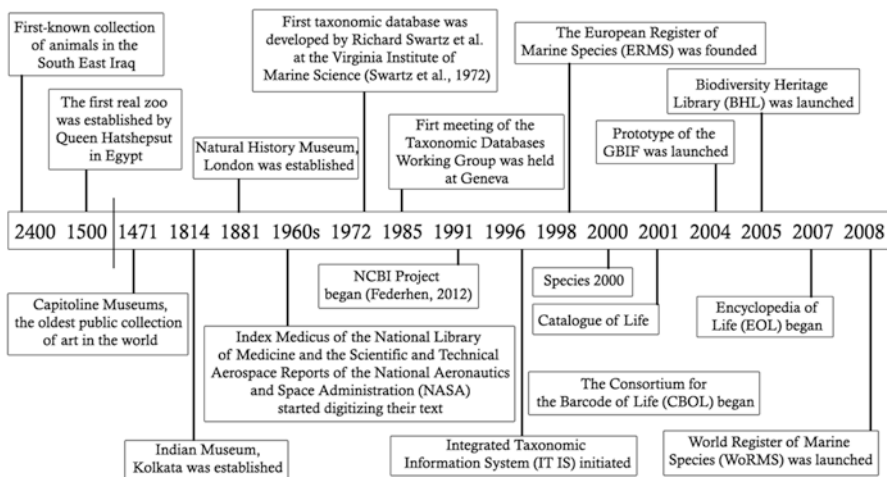 First-known collection
of animals in the
South East Iraq
The first real zoo
was established by
Queen Hatshepsut
in Egypt
Natural History Museum,
London was established
First taxonomic database was
developed by Richard Swartz et al.
at the Virginia Institute of
Marine Science (Swartz et al., 1972)
Firt meeting of the
Taxonomic Databases
Working Group was held
at Geneva
The European Register of
Marine Species (ERMS) was founded
Prototype of the
GBIF was launched
Biodiversity Heritage
Library (BHL) was launched
2400 1500 1471 1814 1881 1960s 1972 1985 1991 1996 1998 2000 2001 2004 2005 2007 2008
Capitoline Museums,
the oldest public collection
of art in the world
Indian Museum,
Kolkata was established
Index Medicus of the National Library
of Medicine and the Scientific and Technical
Aerospace Reports of the National Aeronautics
and Space Administration (NASA)
started digitizing their text
NCBI Project
began (Federhen, 2012)
Integrated Taxonomic
Information System (IT IS) initiated
Species 2000
Catalogue of Life
The Consortium for
the Barcode of Life (CBOL) began
Encyclopedia of
Life (EOL) began
World Register of Marine
Species (WoRMS) was launched